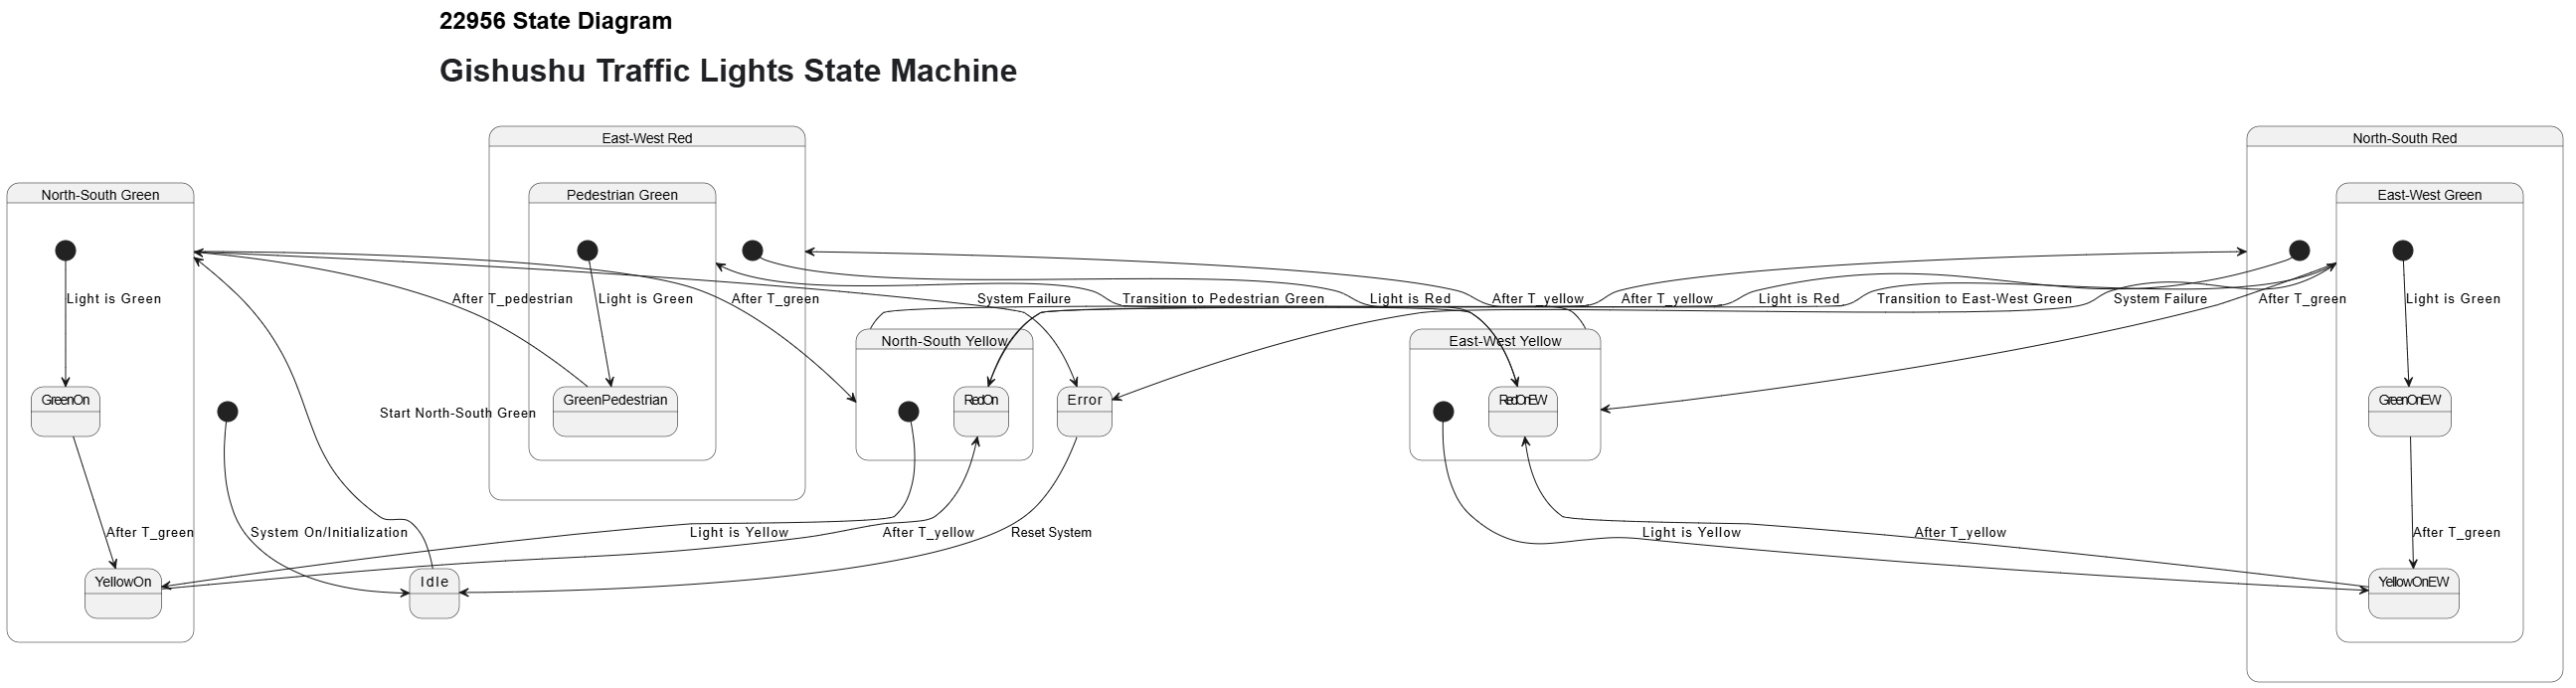 22956 State Diagram
Gishushu Traffic Lights State Machine
East-West Red
North-South Red
North-South Green
Pedestrian Green
East-West Green
Light is Green
After T_pedestrian
Light is Green
After T_green
System Failure
Transition to Pedestrian Green
Light is Red
After T_yellow
After T_yellow
Light is Red
Transition to East-West Green
System Failure
After T_green
Light is Green
North-South Yellow
East-West Yellow
GreenOn
GreenPedestrian
RedOn
Error
RedOnEW
GreenOnEW
Start North-South Green
After T_green
System On/Initialization
Light is Yellow
After T_yellow
Reset System
Light is Yellow
After T_yellow
After T_green
YellowOn
Idle
YellowOnEW